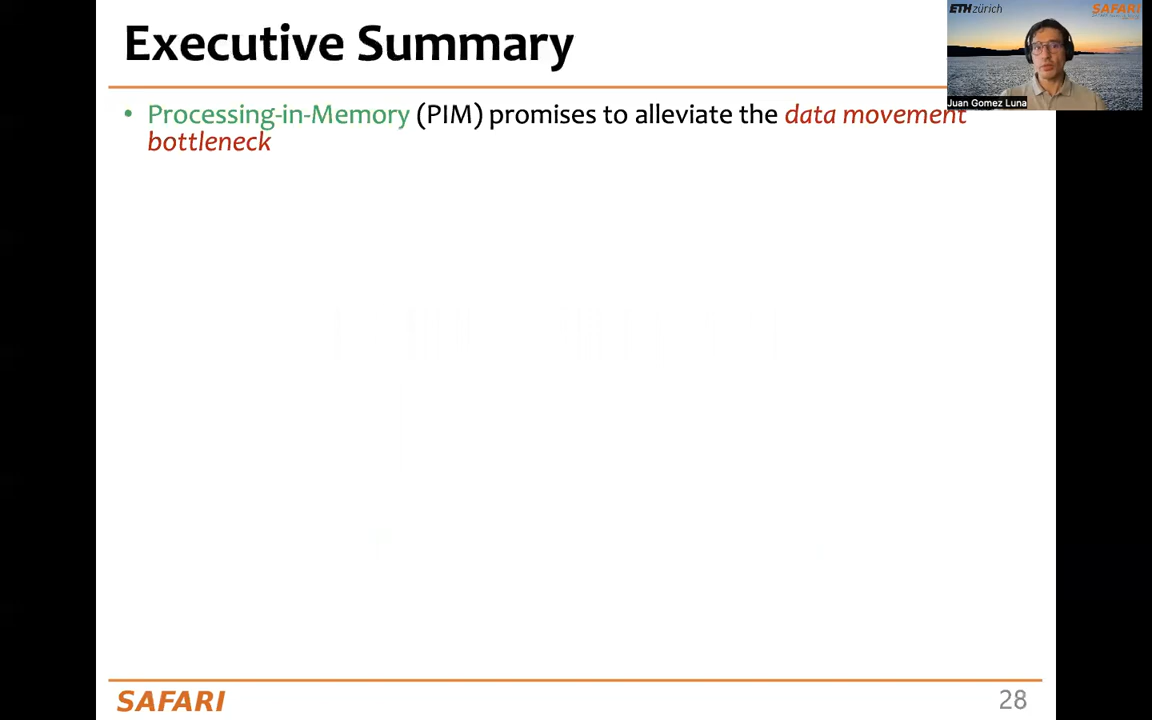 Executive Summary
• Processing-in-Memory (PIM) promises to alleviate the data movement
bottleneck
ETH zürich
SAFARI
Juan Gomez Luna
SAFARI
28